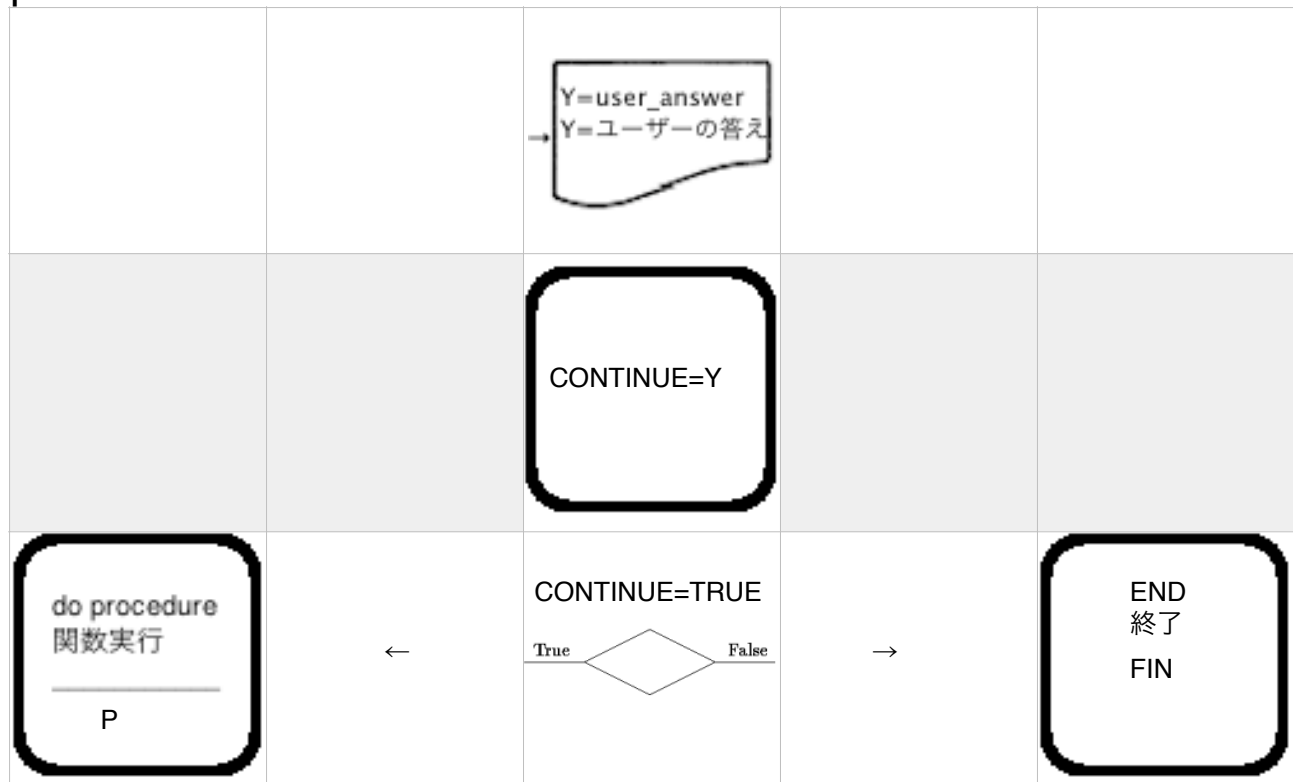 →
Y=user_answer
Y=ユーザーの答え
CONTINUE=Y
do procedure
関数実行
P
←
CONTINUE=TRUE
True
False
→
END
終了
FIN